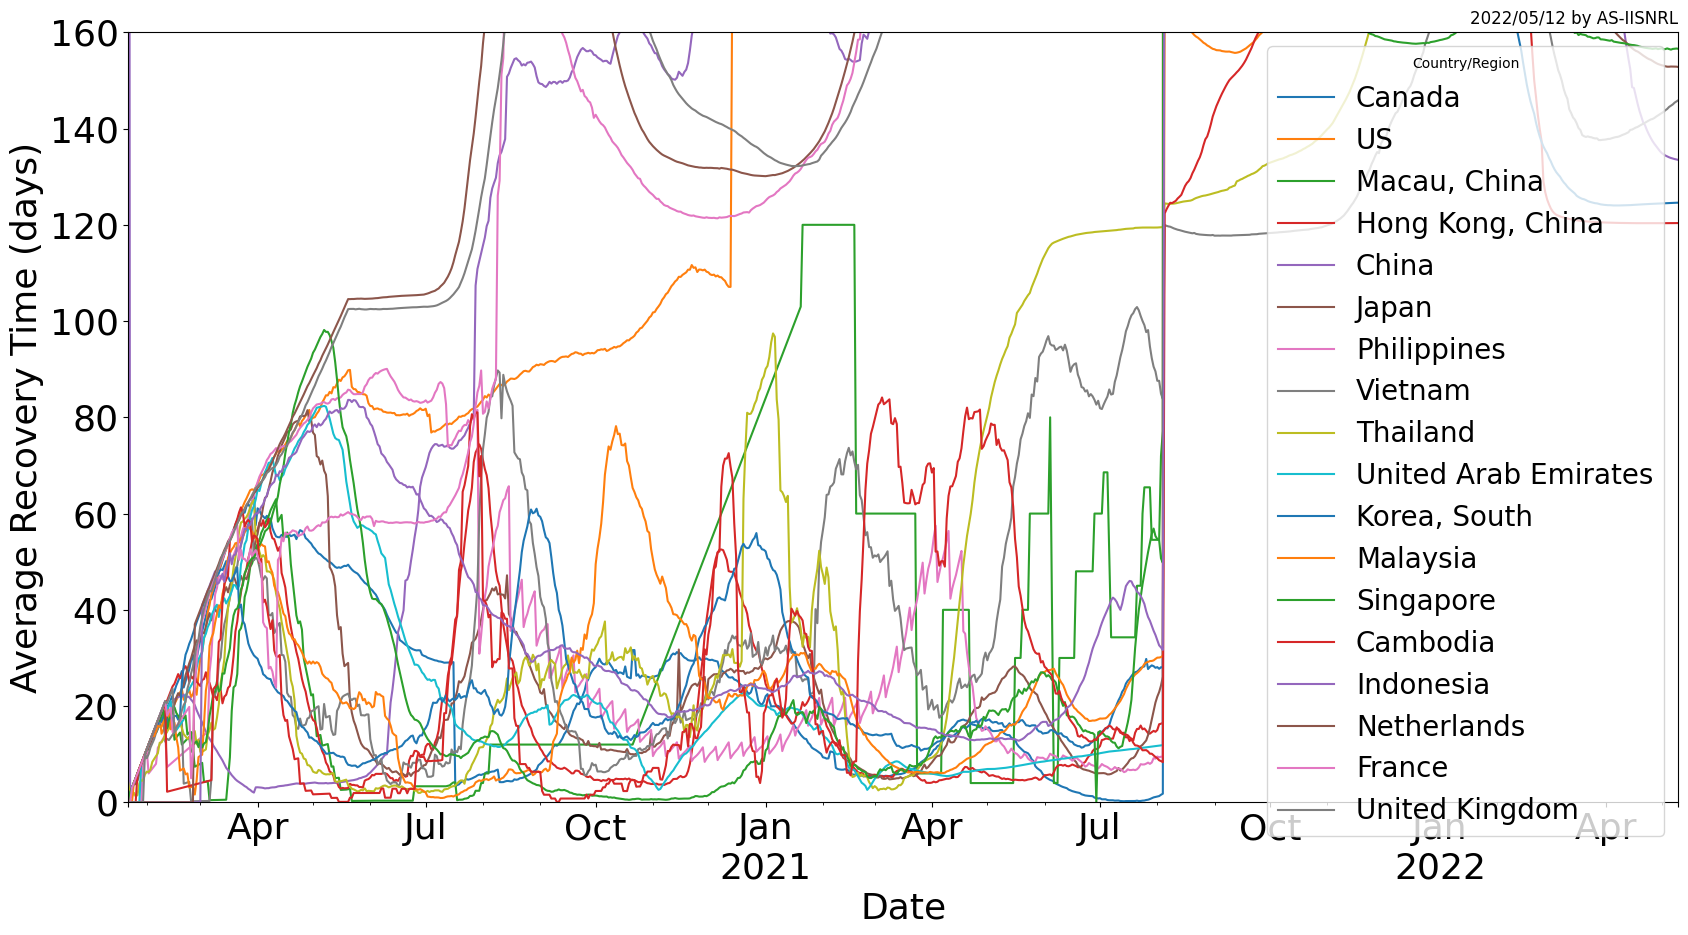 2022/05/12 by AS-IISNRL
Average Recovery Time (days)
160
140
120
100
80
60
40
20
0
Country/Region
Canada
US
Macau, China
Hong Kong, China
China
Japan
Philippines
Vietnam
Thailand
United Arab Emirates
Korea, South
Malaysia
Singapore
Cambodia
Indonesia
Netherlands
France
United Kingdom
Apr Jul Oct Jan Apr Jul Oct Jan Apr
2021 2022
Date